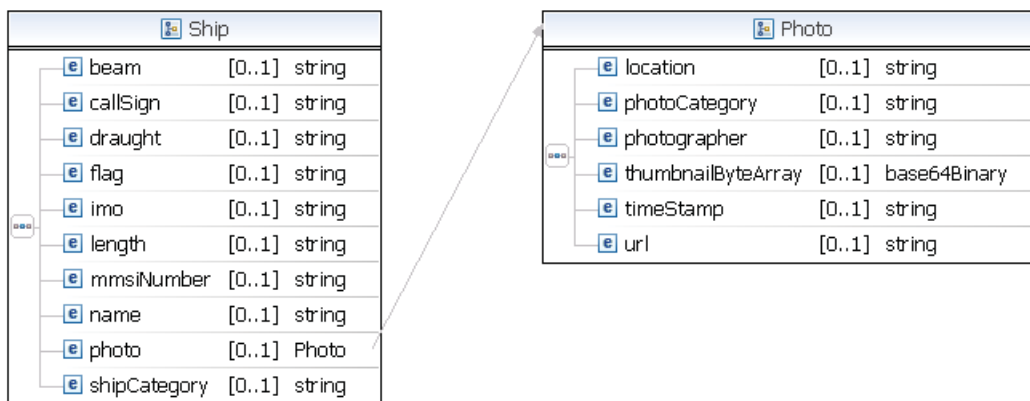 Ship
e beam [0..1] string
e callSign [0..1] string
e draught [0..1] string
e flag [0..1] string
e imo [0..1] string
e length [0..1] string
e mmsiNumber [0..1] string
e name [0..1] string
e photo [0..1] Photo
e shipCategory [0..1] string
Photo
e location [0..1] string
e photoCategory [0..1] string
e photographer [0..1] string
e thumbnailByteArray [0..1] base64Binary
e timeStamp [0..1] string
e url [0..1] string